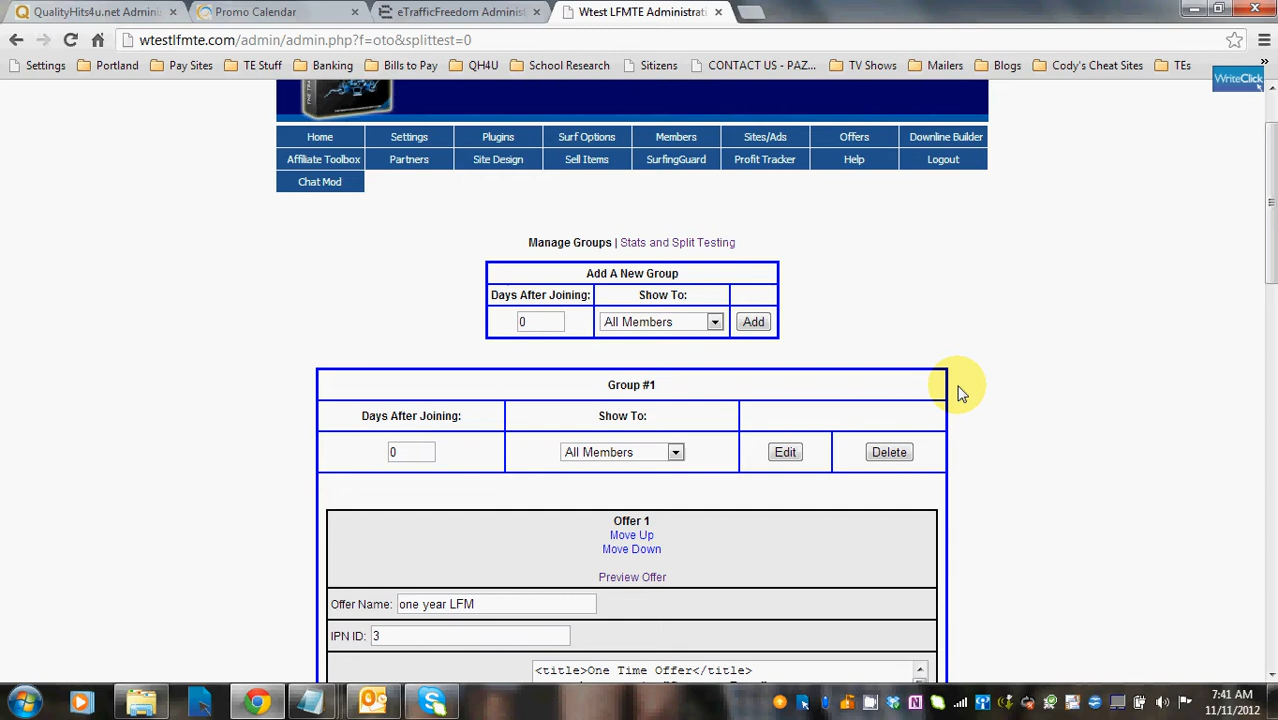 QualityHits4u.net Admini
Promo Calendar
eTrafficFreedom Administ
Wtest LFMTE Administrati
wtestlfmte.com/admin/admin.php?f=oto&splittest=0
Settings Portland Pay Sites TE Stuff Banking Bills to Pay QH4U School Research Sitizens CONTACT US - PAZ... TV Shows Mailers Blogs Cody's Cheat Sites TEs
WriteClick
Home Settings Plugins Surf Options Members Sites/Ads Offers Downline Builder
Affiliate Toolbox Partners Site Design Sell Items SurfingGuard Profit Tracker Help Logout
Chat Mod
Manage Groups | Stats and Split Testing
Add A New Group
Days After Joining: Show To:
0 All Members Add
Group #1
Days After Joining: Show To:
0 All Members Edit Delete
Offer 1
Move Up
Move Down
Preview Offer
Offer Name: one year LFM
IPN ID: 3
<title>One Time Offer</title>
7:41 AM
11/11/2012